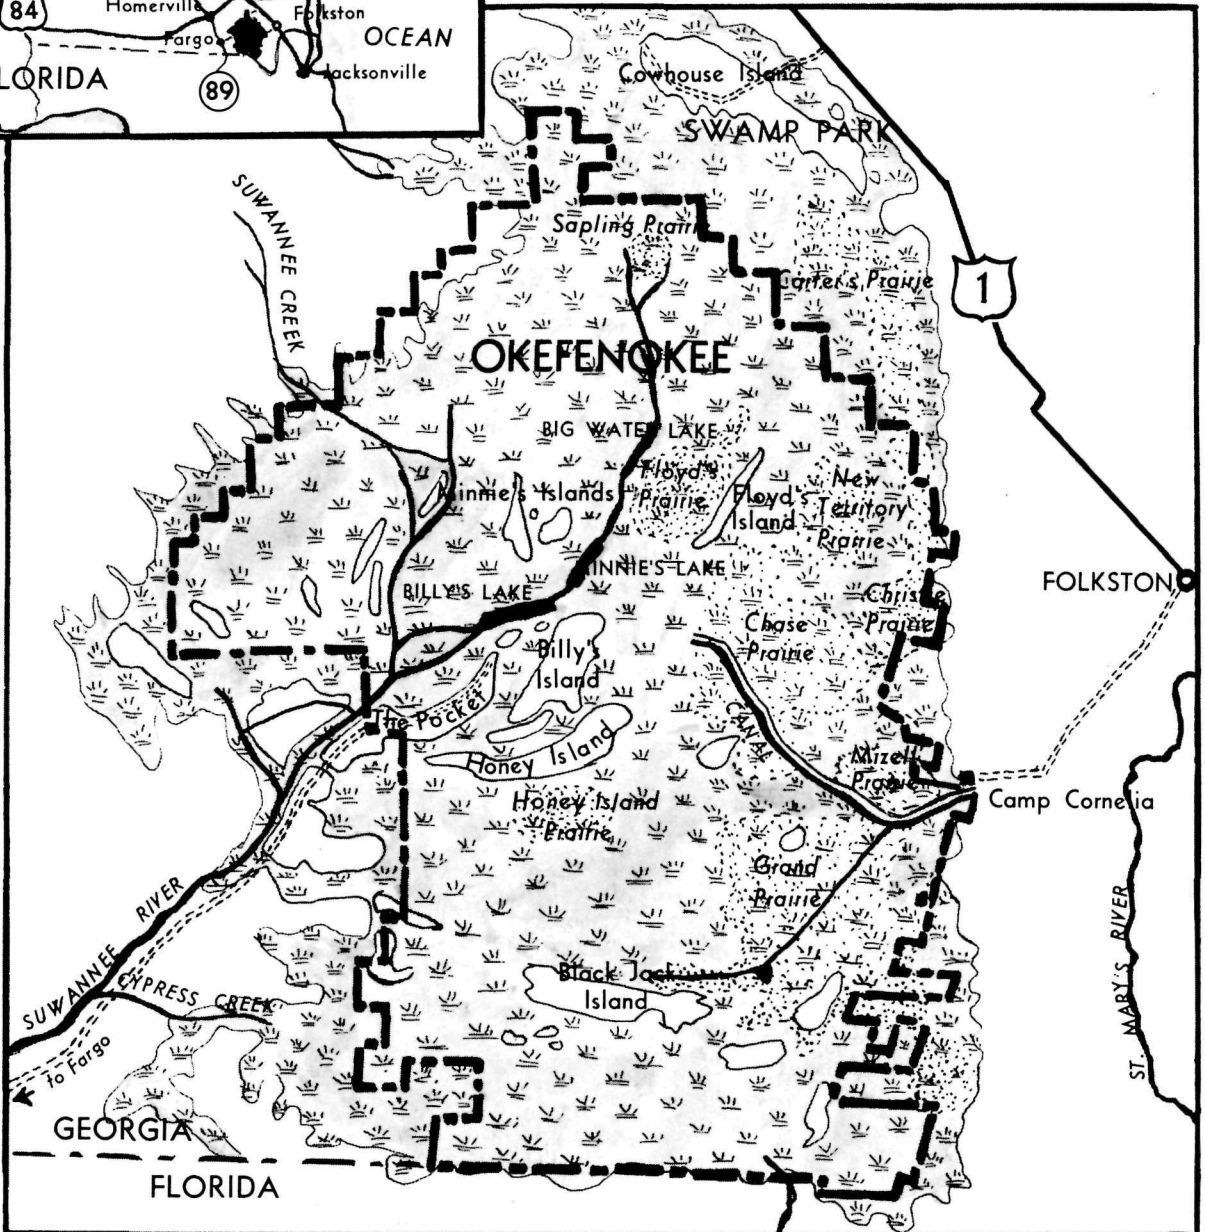 84
Homerville
Folkston
Fargo
OCEAN
LORIDA
89
Jacksonville
Cowhouse Island
SWAMP PARK
SUWANNEE CREEK
Sapling Prairie
Carter's Prairie
1
OKEFENOKEE
BIG WATER LAKE
Floyd's
Prairie
Minnie's Islands
Floyd's
Island
New
Territory
Prairie
MINNIE'S LAKE
BILLY'S LAKE
FOLKSTON
Christie
Prairie
Chase
Prairie
Billy's
Island
The Pocket
CANAL
Honey Island
Mizell
Prairie
Camp Cornelia
Honey Island
Prairie
Grand
Prairie
SUWANNEE RIVER
CYPRESS CREEK
Black Jack
Island
ST. MARY'S RIVER
to Fargo
GEORGIA
FLORIDA